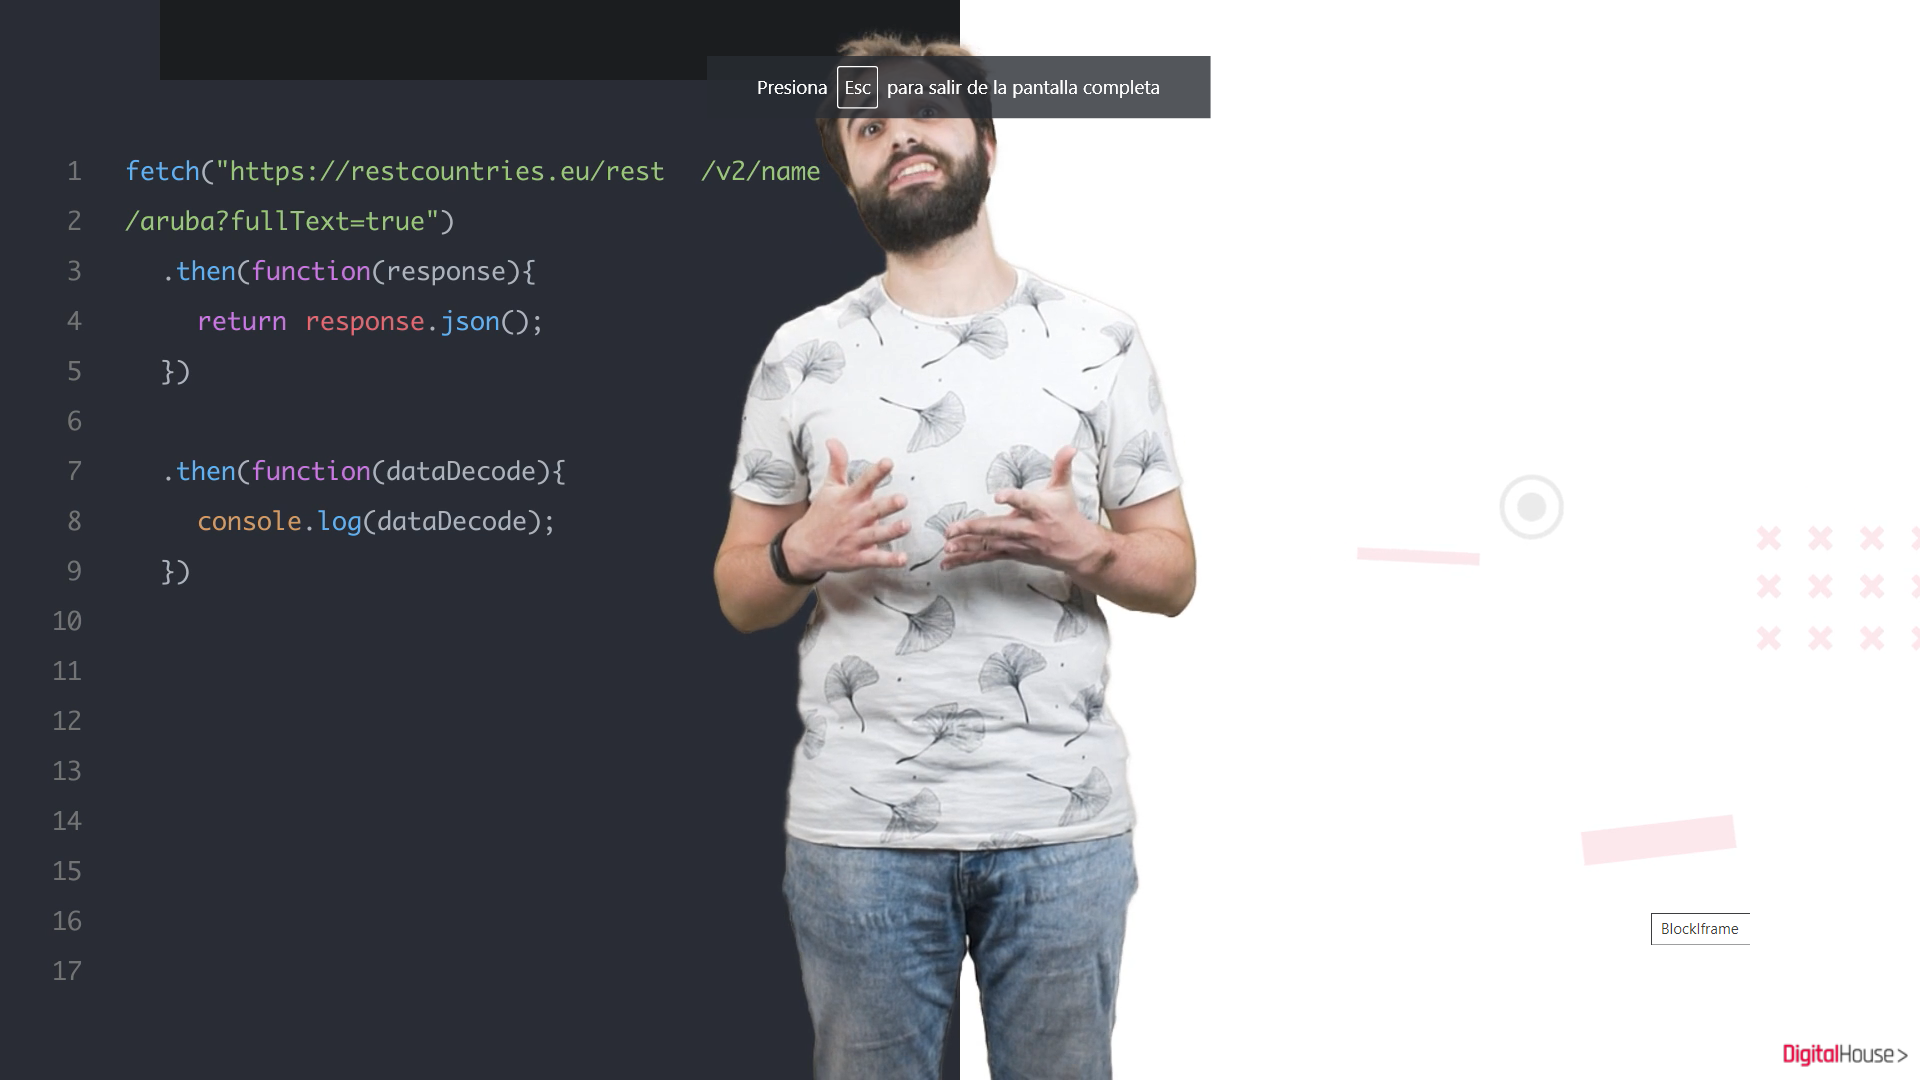 Presiona Esc para salir de la pantalla completa
1 fetch("https://restcountries.eu/rest /v2/name
2 /aruba?fullText=true")
3 .then(function(response){
4 return response.json();
5 })
6
7 .then(function(dataDecode){
8 console.log(dataDecode);
9 })
10
11
12
13
14
15
16
17
BlockIframe
DigitalHouse>